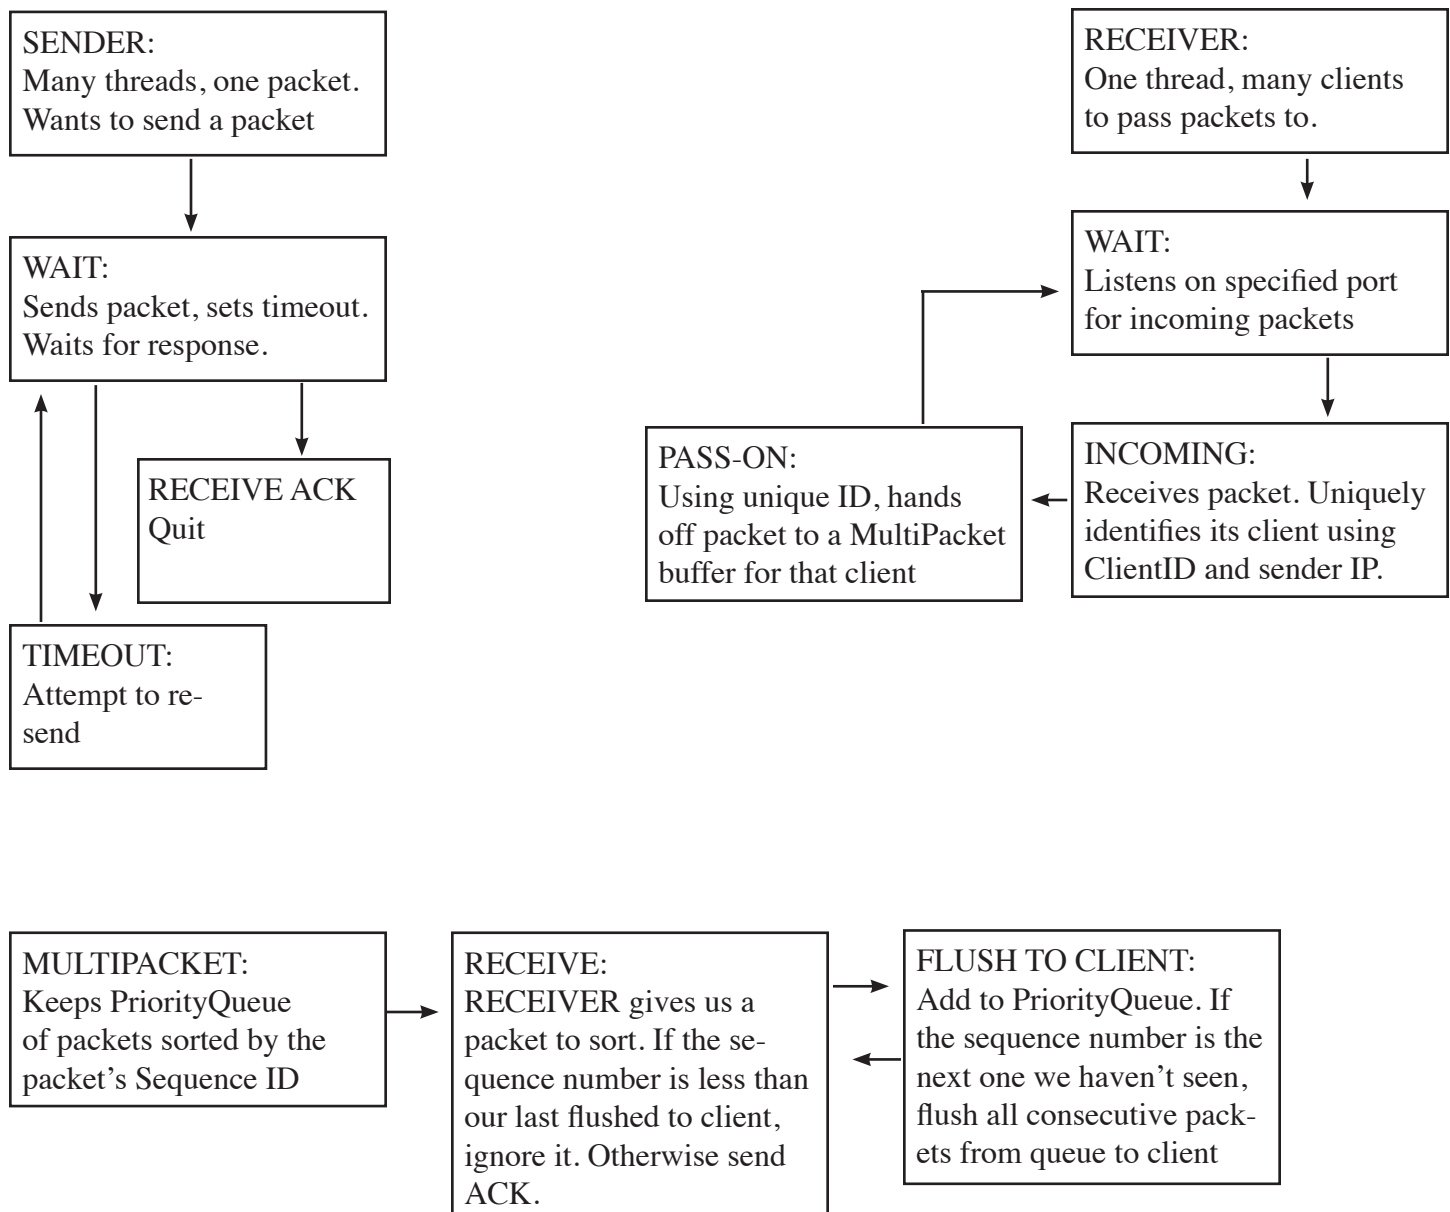 SENDER:
Many threads, one packet.
Wants to send a packet
RECEIVER:
One thread, many clients
to pass packets to.
WAIT:
Sends packet, sets timeout.
Waits for response.
WAIT:
Listens on specified port
for incoming packets
RECEIVE ACK
Quit
PASS-ON:
Using unique ID, hands
off packet to a MultiPacket
buffer for that client
INCOMING:
Receives packet. Uniquely
identifies its client using
ClientID and sender IP.
TIMEOUT:
Attempt to re-
send
MULTIPACKET:
Keeps PriorityQueue
of packets sorted by the
packet's Sequence ID
RECEIVE:
RECEIVER gives us a
packet to sort. If the se-
quence number is less than
our last flushed to client,
ignore it. Otherwise send
ACK.
FLUSH TO CLIENT:
Add to PriorityQueue. If
the sequence number is the
next one we haven't seen,
flush all consecutive pack-
ets from queue to client